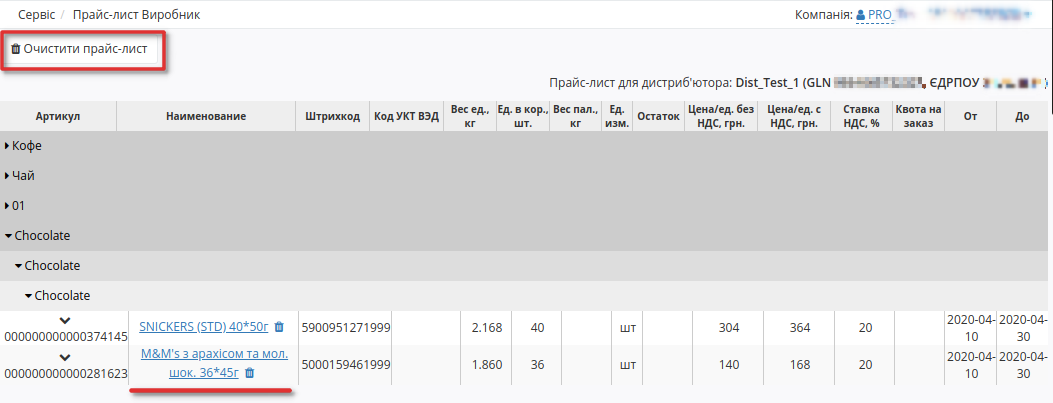 Сервіс / Прайс-лист Виробник
Компанія: PRO_
Очистити прайс-лист
Прайс-лист для дистриб'ютора: Dist_Test_1 (GLN , ЄДРПОУ
Артикул Наименование Штрихкод Код УКТ ВЭД Вес ед., кг Ед. в кор., шт. Вес пал., кг Ед. изм. Остаток Цена/ед. без НДС, грн. Цена/ед. с НДС, грн. Ставка НДС, % Квота на заказ От До
Кофе
Чай
01
Chocolate
Chocolate
Chocolate
000000000000374145 SNICKERS (STD) 40*50г 5900951271999 2.168 40 шт 304 364 20 2020-04-10 2020-04-30
000000000000281623 M&M's з арахісом та мол. шок. 36*45г 5000159461999 1.860 36 шт 140 168 20 2020-04-10 2020-04-30